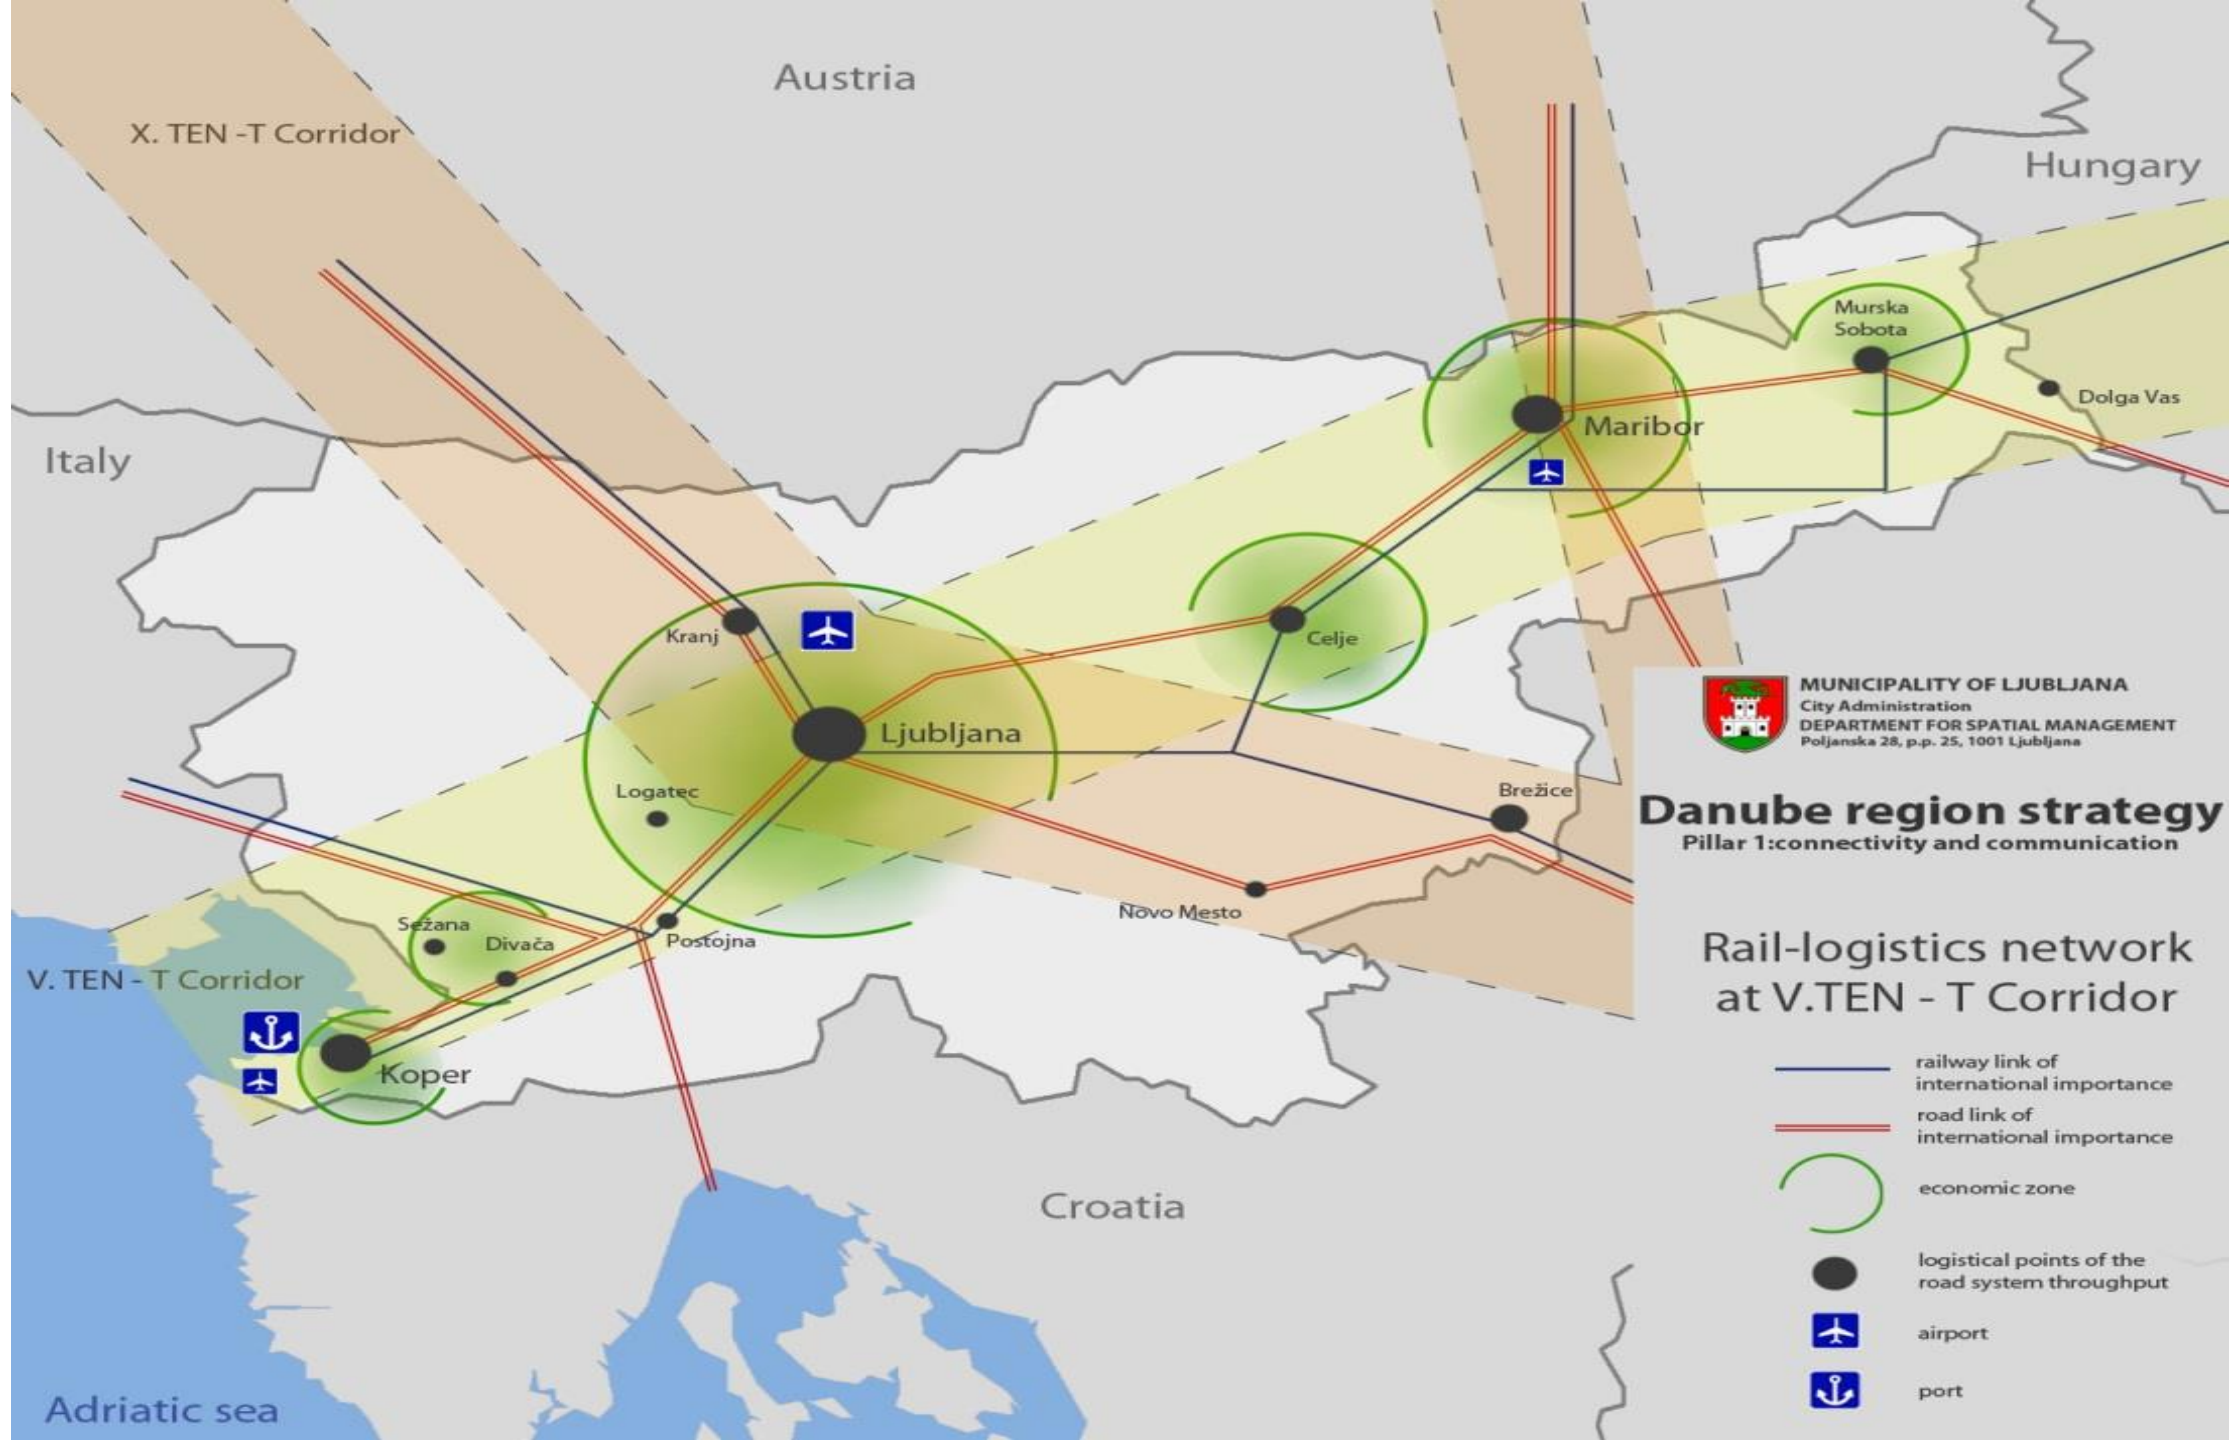 Austria
X. TEN -T Corridor
Hungary
Murska
Sobota
Dolga Vas
Maribor
Italy
Kranj
Celje
Ljubljana
Logatec
Brežice
Novo Mesto
Sežana
Divača
Postojna
V. TEN - T Corridor
Koper
Croatia
Adriatic sea
MUNICIPALITY OF LJUBLJANA
City Administration
DEPARTMENT FOR SPATIAL MANAGEMENT
Poljanska 28, p.p. 25, 1001 Ljubljana
Danube region strategy
Pillar 1:connectivity and communication
Rail-logistics network
at V.TEN - T Corridor
railway link of
international importance
road link of
international importance
economic zone
logistical points of the
road system throughput
airport
port